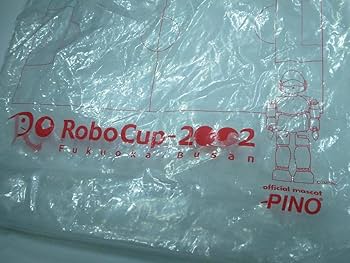 RoboCup-2002
Fukuoka Busan
official mascot
PINO